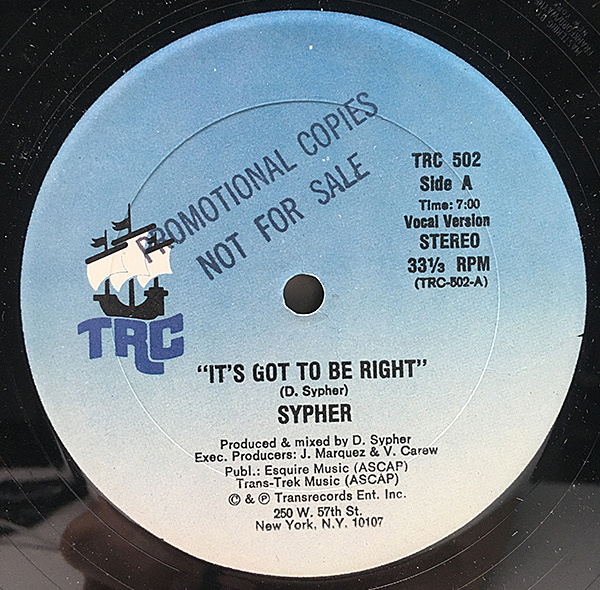 PROMOTIONAL COPIES
NOT FOR SALE
TRC 502
Side A
Time: 7:00
Vocal Version
STEREO
33⅓ RPM
(TRC-502-A)
TRC
"IT'S GOT TO BE RIGHT"
(D. Sypher)
SYPHER
Produced & mixed by D. Sypher
Exec. Producers: J. Marquez & V. Carew
Publ.: Esquire Music (ASCAP)
Trans-Trek Music (ASCAP)
© & ℗ Transrecords Ent. Inc.
250 W. 57th St.
New York, N.Y. 10107